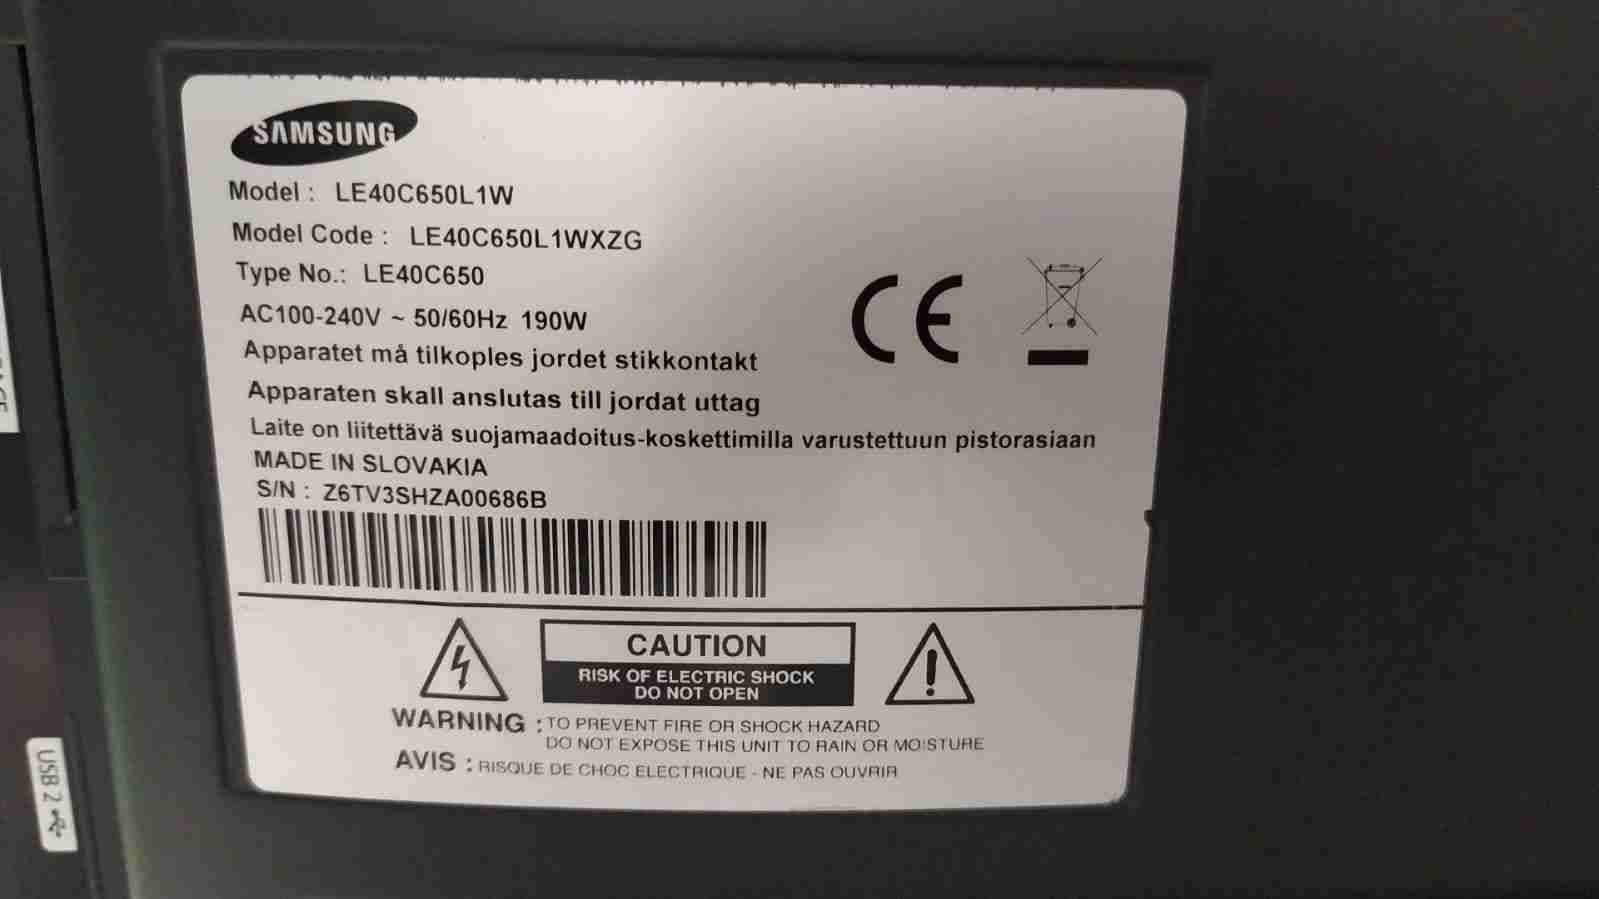 SAMSUNG
Model : LE40C650L1W
Model Code : LE40C650L1WXZG
Type No.: LE40C650
AC100-240V ~ 50/60Hz 190W
Apparatet må tilkoples jordet stikkontakt
Apparaten skall anslutas till jordat uttag
Laite on liitettävä suojamaadoitus-koskettimilla varustettuun pistorasiaan
MADE IN SLOVAKIA
S/N : Z6TV3SHZA00686B
CE
CAUTION
RISK OF ELECTRIC SHOCK
DO NOT OPEN
WARNING : TO PREVENT FIRE OR SHOCK HAZARD
DO NOT EXPOSE THIS UNIT TO RAIN OR MOISTURE
AVIS : RISQUE DE CHOC ELECTRIQUE - NE PAS OUVRIR
USB 2